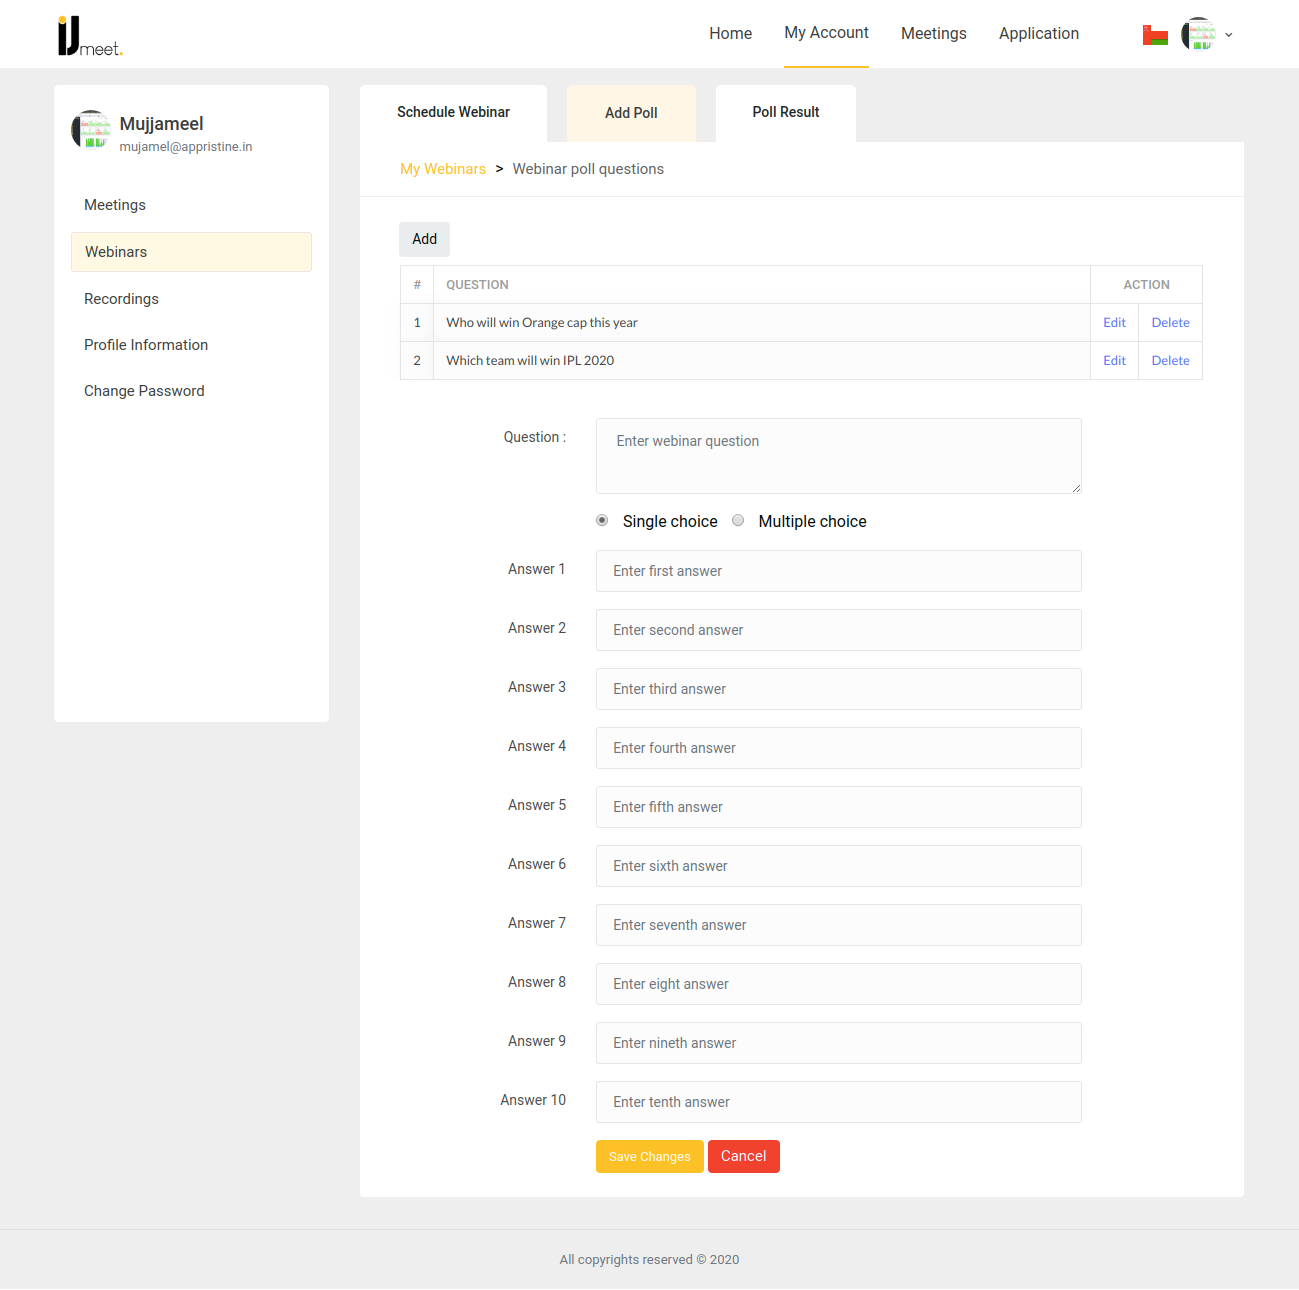 IJmeet.
Home My Account Meetings Application
Mujjameel
mujamel@appristine.in
Meetings
Webinars
Recordings
Profile Information
Change Password
Schedule Webinar Add Poll Poll Result
My Webinars > Webinar poll questions
Add
# QUESTION ACTION
1 Who will win Orange cap this year Edit Delete
2 Which team will win IPL 2020 Edit Delete
Question : Enter webinar question
Single choice Multiple choice
Answer 1 Enter first answer
Answer 2 Enter second answer
Answer 3 Enter third answer
Answer 4 Enter fourth answer
Answer 5 Enter fifth answer
Answer 6 Enter sixth answer
Answer 7 Enter seventh answer
Answer 8 Enter eight answer
Answer 9 Enter nineth answer
Answer 10 Enter tenth answer
Save Changes Cancel
All copyrights reserved © 2020